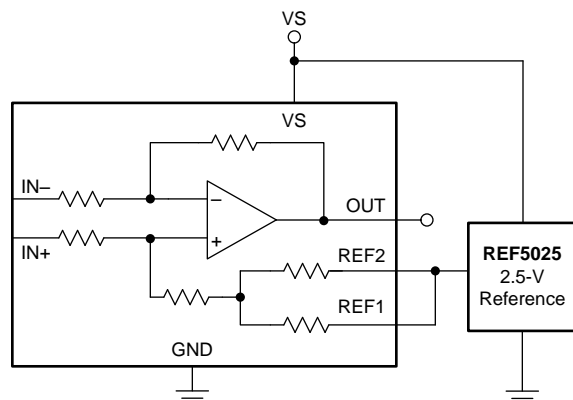 VS
VS
IN–
–
OUT
IN+
+
REF2
REF1
GND
REF5025
2.5-V
Reference